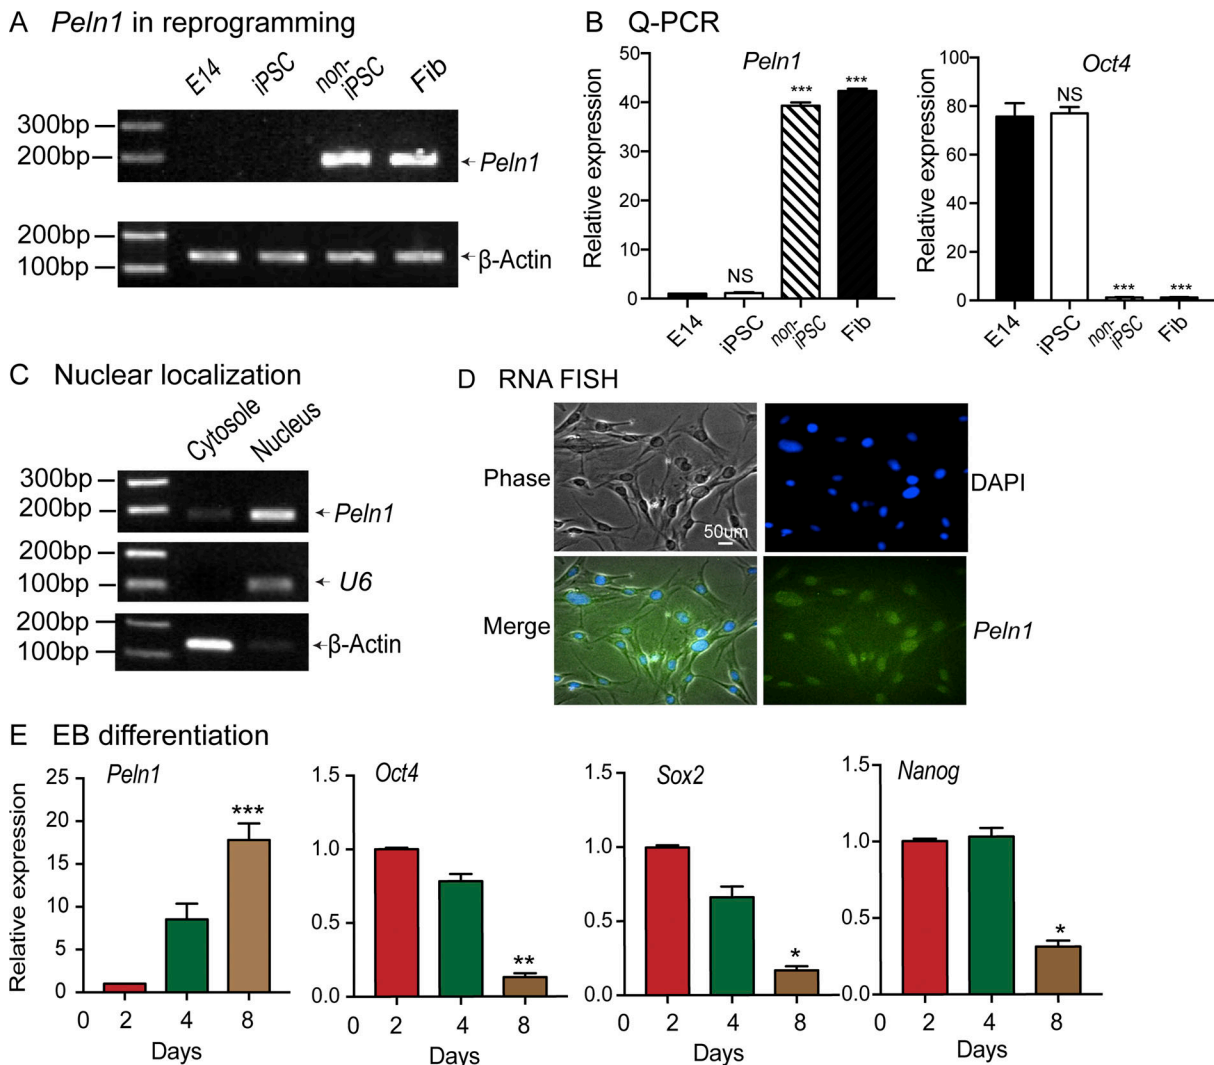 A Peln1 in reprogramming
E14 iPSC non-iPSC Fib
300bp
200bp
Peln1
200bp
100bp
β-Actin
B Q-PCR
Peln1
Relative expression
50
40
30
20
10
0
NS
***
***
E14 iPSC non-iPSC Fib
Oct4
Relative expression
100
80
60
40
20
0
NS
***
***
E14 iPSC non-iPSC Fib
C Nuclear localization
Cytosole Nucleus
300bp
200bp
Peln1
200bp
100bp
U6
200bp
100bp
β-Actin
D RNA FISH
Phase
50um
DAPI
Merge
Peln1
E EB differentiation
Peln1
Relative expression
25
20
15
10
5
0
***
0 2 4 8
Days
Oct4
1.5
1.0
0.5
0.0
**
0 2 4 8
Days
Sox2
1.5
1.0
0.5
0.0
*
0 2 4 8
Days
Nanog
1.5
1.0
0.5
0.0
*
0 2 4 8
Days